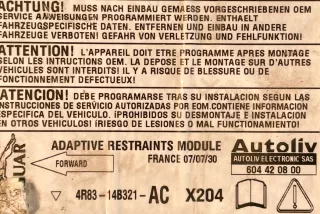 ACHTUNG! MUSS NACH EINBAU GEMÄSS VORGESEHENEN OEM
SERVICE ANWEISUNGEN PROGRAMMIERT WERDEN. ENTHAELT
FAHRZEUGSPEZIFISCHE DATEN. ENTFERNEN UND EINBAU IN ANDERE
FAHRZEUGE VERBOTEN! GEFAHR VON VERLETZUNG UND FEHLFUNKTION!
ATTENTION! L'APPAREIL DOIT ETRE PROGRAMME APRES MONTAGE
SELON LES INTRUCTIONS OEM. LA DEPOSE ET LE MONTAGE SUR D'AUTRES
VEHICULES SONT INTERDITS! IL Y A RISQUE DE BLESSURE OU DE
FONCTIONNEMENT DEFECTUEUX!
ATENCION! DEBE PROGRAMARSE TRAS SU INSTALACION SEGUN LAS
INSTRUCCIONES DE SERVICIO AUTORIZADAS POR EOM.CONTIENE INFORMACION
ESPECIFICA DEL VEHICULO. ¡PROHIBIDOS SU DESMONTAJE E INSTALACION
EN OTROS VEHICULOS! ¡RIESGO DE LESIONES O MAL FUNCIONAMIENTO!
ADAPTIVE RESTRAINTS MODULE
FRANCE 07/07/30
FORWARD
4R83-14B321-AC X204
Autoliv
AUTOLIV ELECTRONIC SAS
604 42 08 00
GUAR